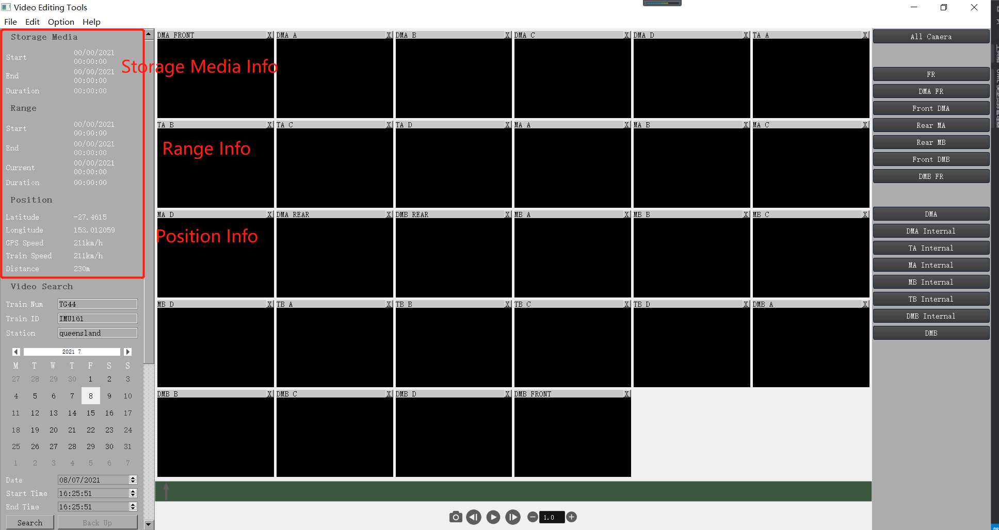 Video Editing Tools
File Edit Option Help
Storage Media
Start 00/00/2021 00:00:00
End 00/00/2021 00:00:00
Duration 00:00:00
Range
Start 00/00/2021 00:00:00
End 00/00/2021 00:00:00
Current 00/00/2021 00:00:00
Duration 00:00:00
Position
Latitude -27.4615
Longitude 153.012059
GPS Speed 211km/h
Train Speed 211km/h
Distance 230m
Video Search
Train Num TG44
Train ID IMU161
Station queensland
2021 7
M T W T F S S
27 28 29 30 1 2 3
4 5 6 7 8 9 10
11 12 13 14 15 16 17
18 19 20 21 22 23 24
25 26 27 28 29 30 31
1 2 3 4 5 6 7
Date 08/07/2021
Start Time 16:25:51
End Time 16:25:51
Search Back Up
Storage Media Info
Range Info
Position Info
DMA FRONT X DMA A X DMA B X DMA C X DMA D X TA A X
TA B X TA C X TA D X MA A X MA B X MA C X
MA D X DMA REAR X DMB REAR X MB A X MB B X MB C X
MB D X TB A X TB B X TB C X TB D X DMB A X
DMB B X DMB C X DMB D X DMB FRONT X
1.0
All Camera
FR
DMA FR
Front DMA
Rear MA
Rear MB
Front DMB
DMB FR
DMA
DMA Internal
TA Internal
MA Internal
MB Internal
TB Internal
DMB Internal
DMB